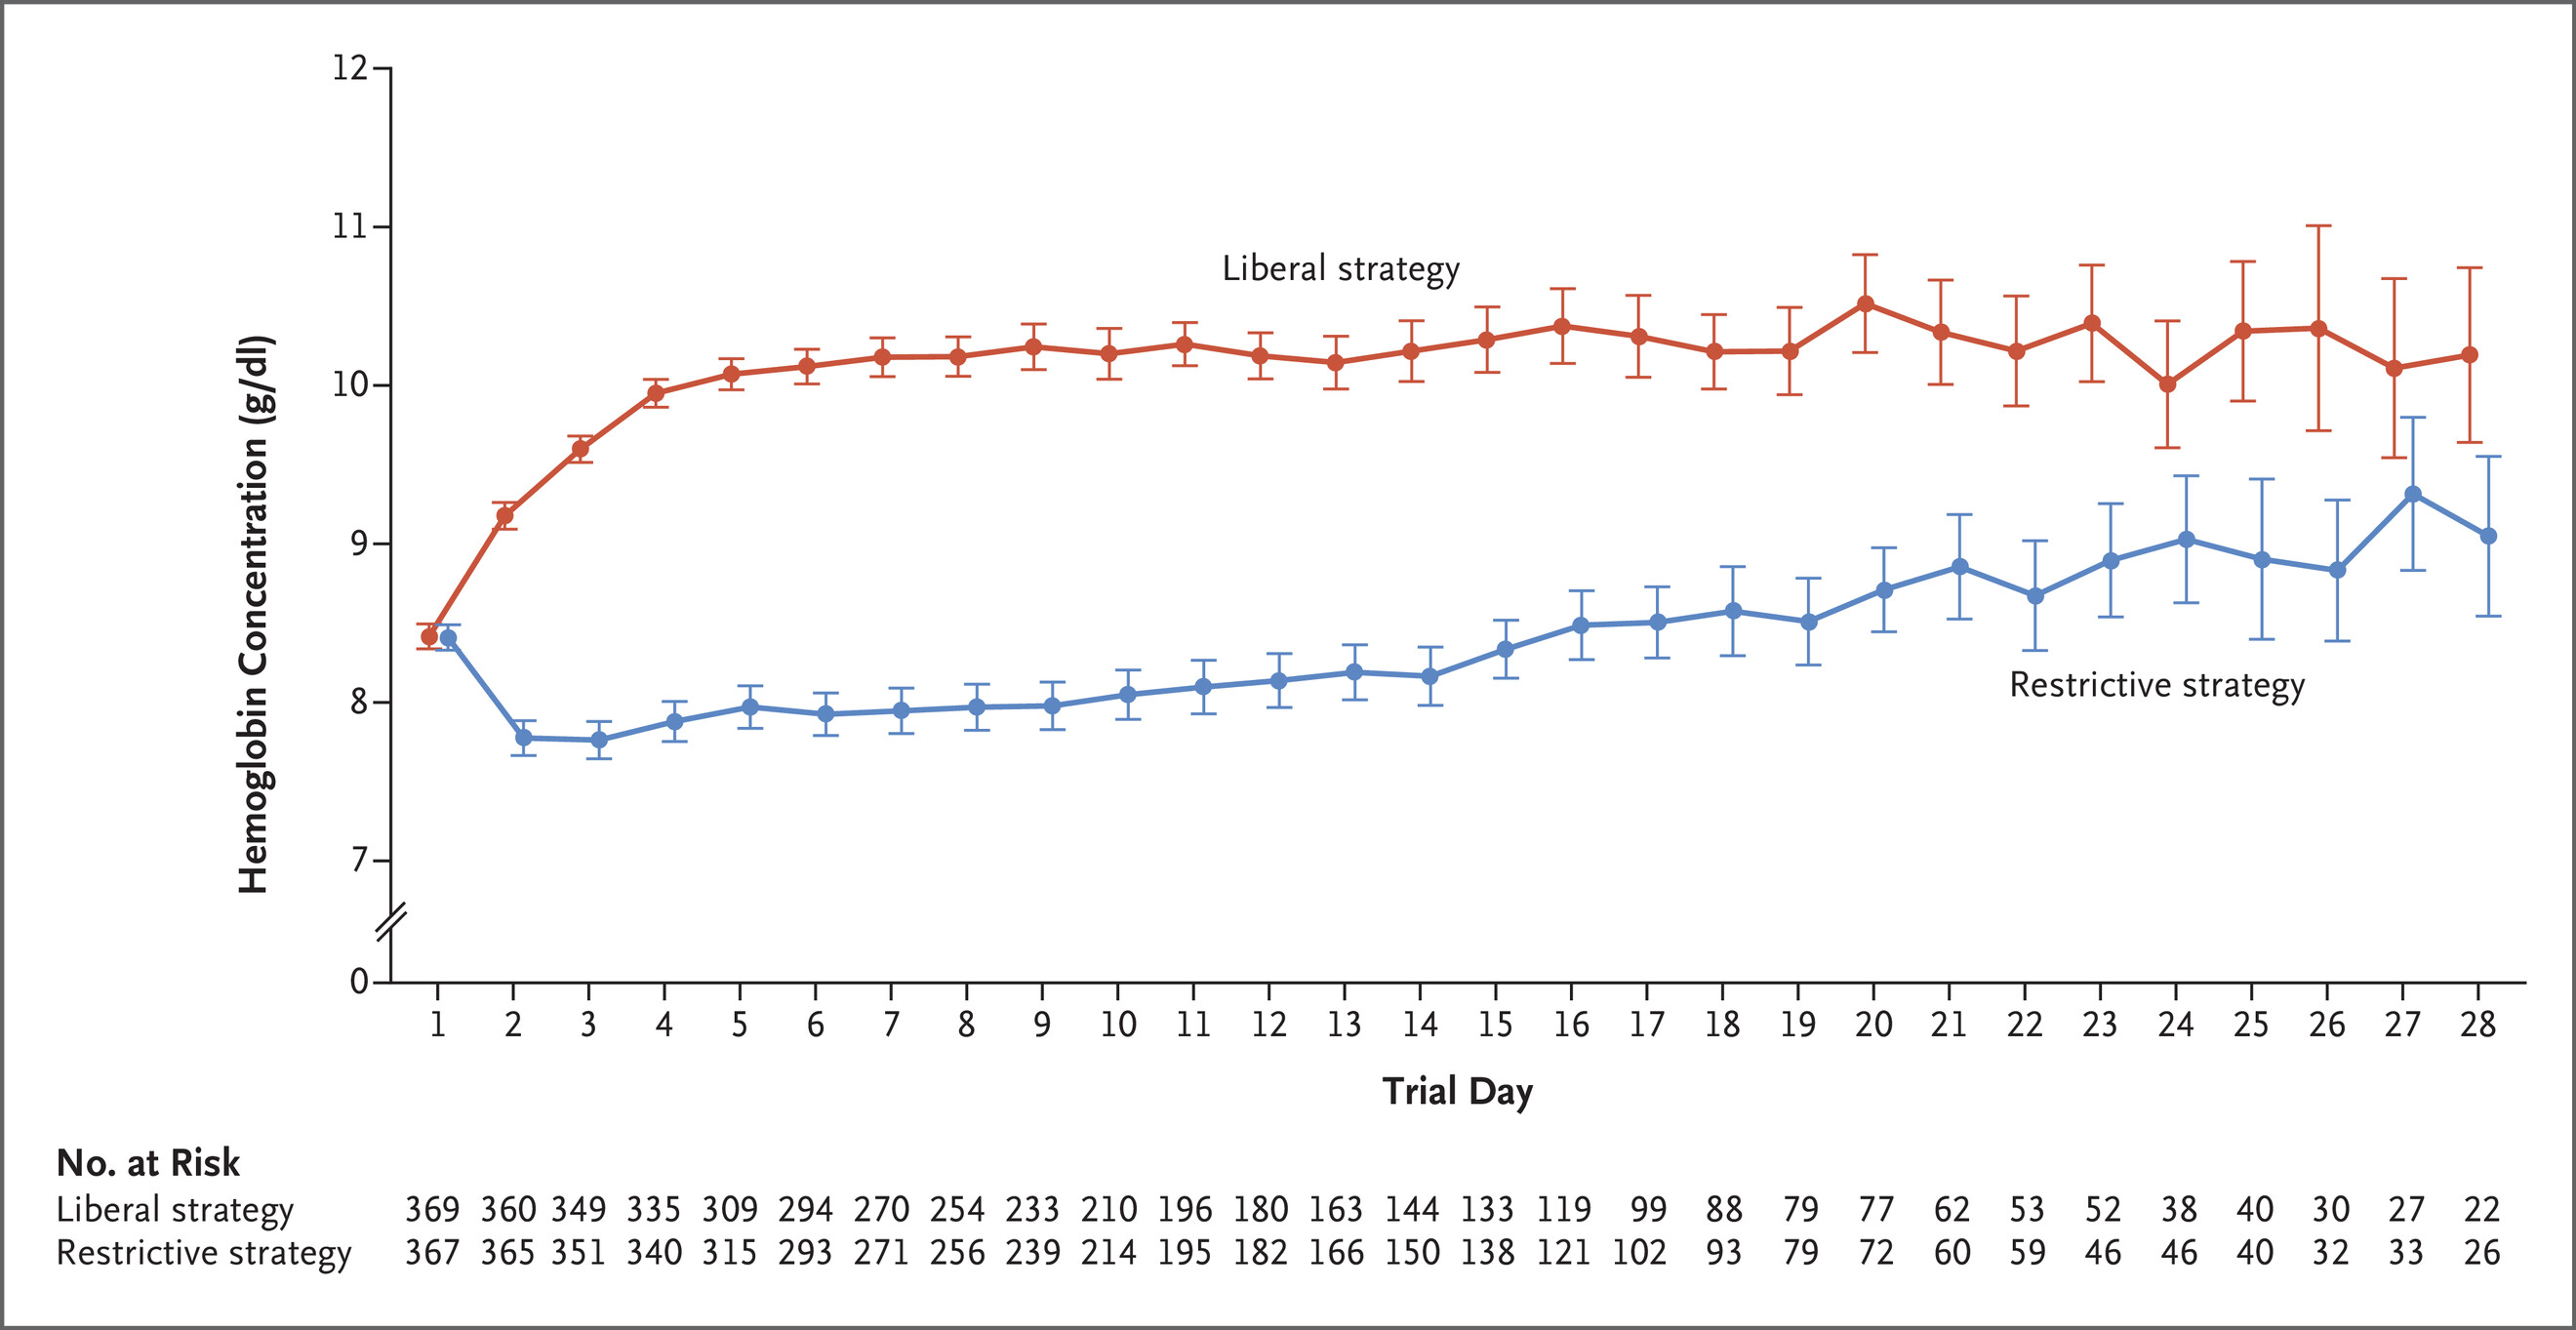 12
11
10
9
8
7
0
Hemoglobin Concentration (g/dl)
Liberal strategy
Restrictive strategy
1 2 3 4 5 6 7 8 9 10 11 12 13 14 15 16 17 18 19 20 21 22 23 24 25 26 27 28
Trial Day
No. at Risk
Liberal strategy 369 360 349 335 309 294 270 254 233 210 196 180 163 144 133 119 99 88 79 77 62 53 52 38 40 30 27 22
Restrictive strategy 367 365 351 340 315 293 271 256 239 214 195 182 166 150 138 121 102 93 79 72 60 59 46 46 40 32 33 26